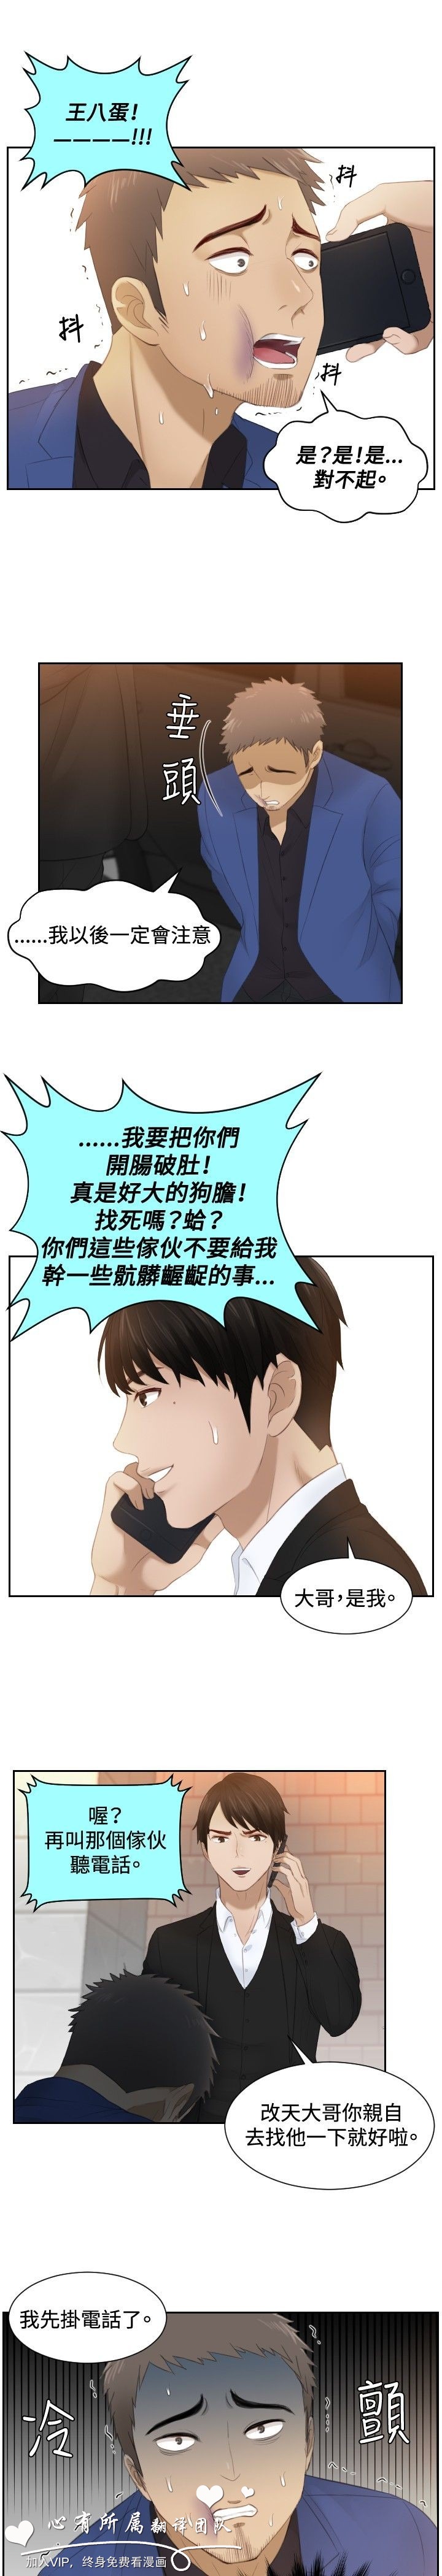 王八蛋！
————!!!
抖
抖
抖
是？是！是...
對不起。
垂
頭
......我以後一定會注意
......我要把你們
開腸破肚！
真是好大的狗膽！
找死嗎？蛤？
你們這些傢伙不要給我
幹一些骯髒齷齪的事...
大哥，是我。
喔？
再叫那個傢伙
聽電話。
改天大哥你親自
去找他一下就好啦。
我先掛電話了。
冷
顫
心有所属翻译团队
加入VIP，终身免费看漫画